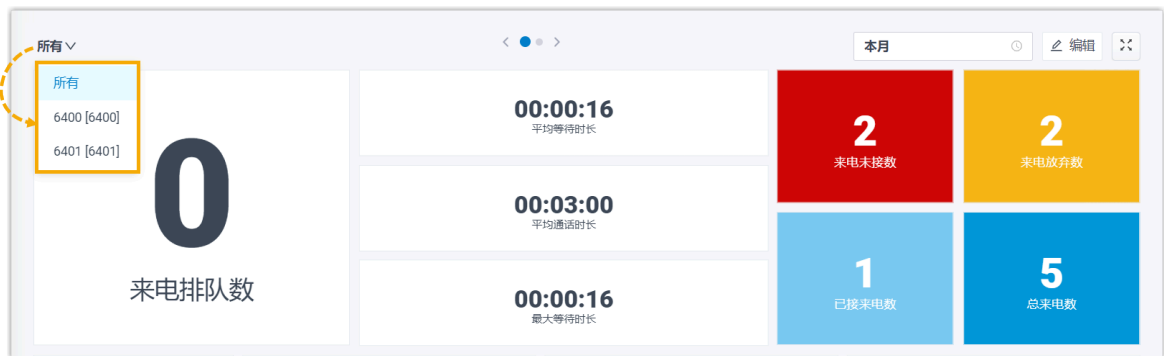 所有
本月
编辑
所有
6400 [6400]
6401 [6401]
0
来电排队数
00:00:16
平均等待时长
00:03:00
平均通话时长
00:00:16
最大等待时长
2
来电未接数
2
来电放弃数
1
已接来电数
5
总来电数